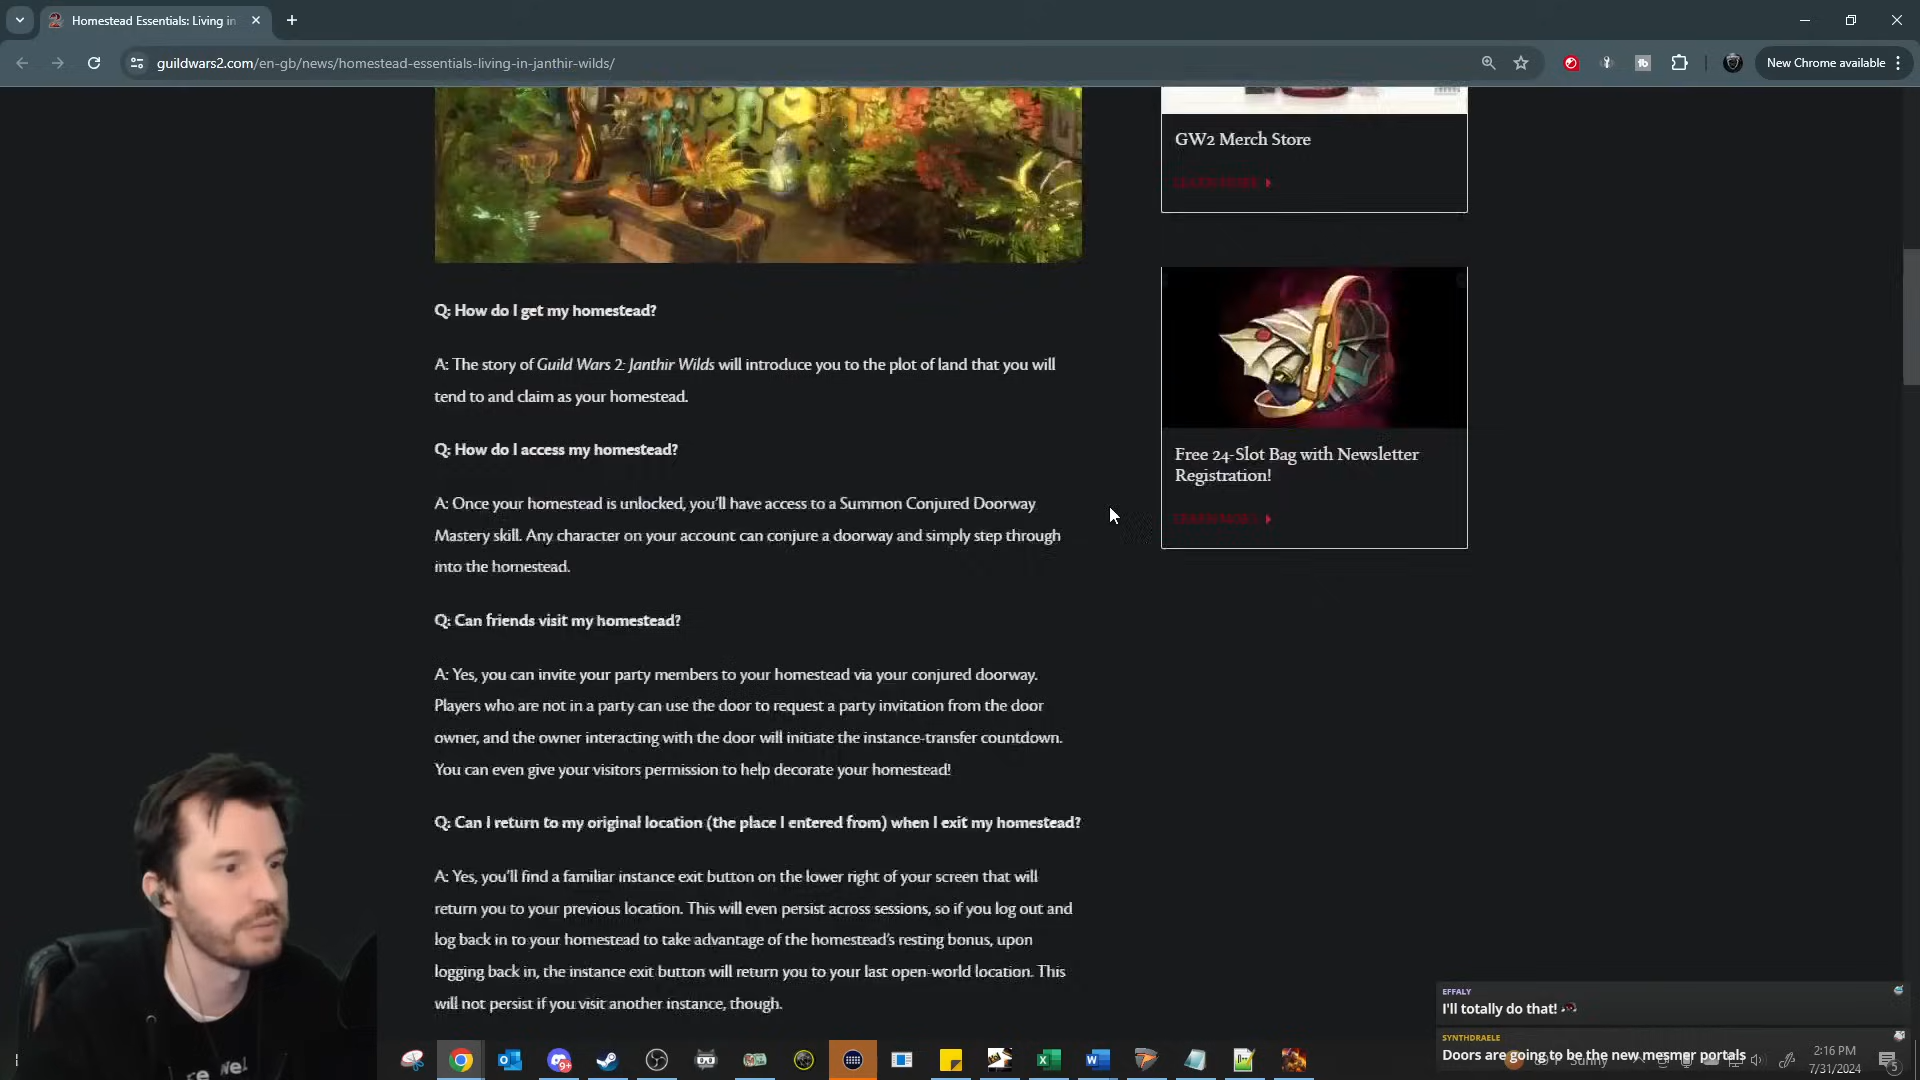 Homestead Essentials: Living in
guildwars2.com/en-gb/news/homestead-essentials-living-in-janthir-wilds/
New Chrome available
GW2 Merch Store
LEARN MORE
Q: How do I get my homestead?
A: The story of Guild Wars 2: Janthir Wilds will introduce you to the plot of land that you will
tend to and claim as your homestead.
Q: How do I access my homestead?
A: Once your homestead is unlocked, you'll have access to a Summon Conjured Doorway
Mastery skill. Any character on your account can conjure a doorway and simply step through
into the homestead.
Q: Can friends visit my homestead?
A: Yes, you can invite your party members to your homestead via your conjured doorway.
Players who are not in a party can use the door to request a party invitation from the door
owner, and the owner interacting with the door will initiate the instance-transfer countdown.
You can even give your visitors permission to help decorate your homestead!
Q: Can I return to my original location (the place I entered from) when I exit my homestead?
A: Yes, you'll find a familiar instance exit button on the lower right of your screen that will
return you to your previous location. This will even persist across sessions, so if you log out and
log back in to your homestead to take advantage of the homestead's resting bonus, upon
logging back in, the instance exit button will return you to your last open-world location. This
will not persist if you visit another instance, though.
Free 24-Slot Bag with Newsletter
Registration!
LEARN MORE
EFFALY
I'll totally do that!
SYNTHDRAELE
Doors are going to be the new mesmer portals
Sunny
2:16 PM
7/31/2024
5
9+